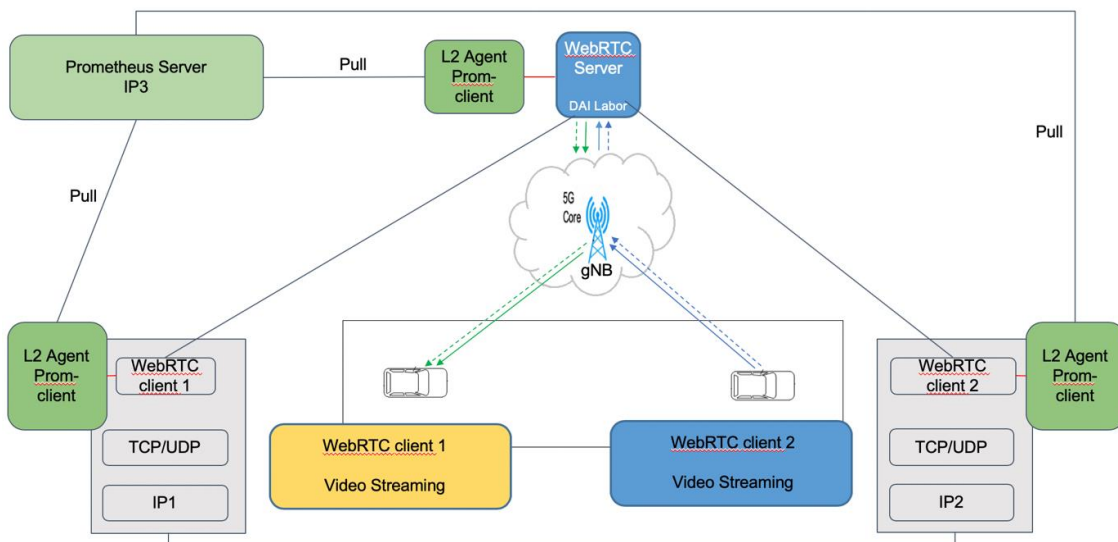 Prometheus Server
IP3
Pull
L2 Agent
Prom-
client
WebRTC
Server
DAI Labor
Pull
Pull
5G
Core
gNB
L2 Agent
Prom-
client
WebRTC
client 1
TCP/UDP
IP1
WebRTC client 1
Video Streaming
WebRTC client 2
Video Streaming
WebRTC
client 2
TCP/UDP
IP2
L2 Agent
Prom-
client